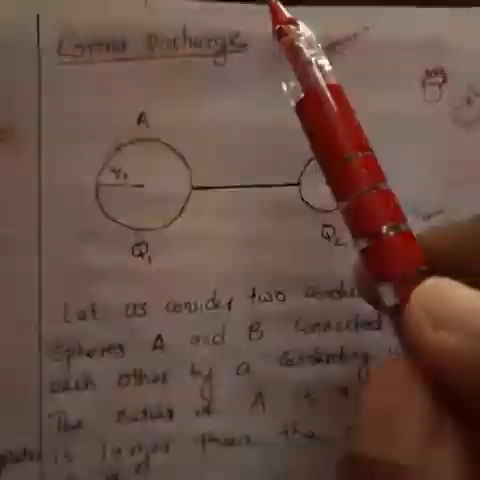 Corona Discharge
A
r₁
Q₁
Q₂
Let us consider two
Spheres A and B Connected
each other by a Conducting
The radius of A is
is larger than the